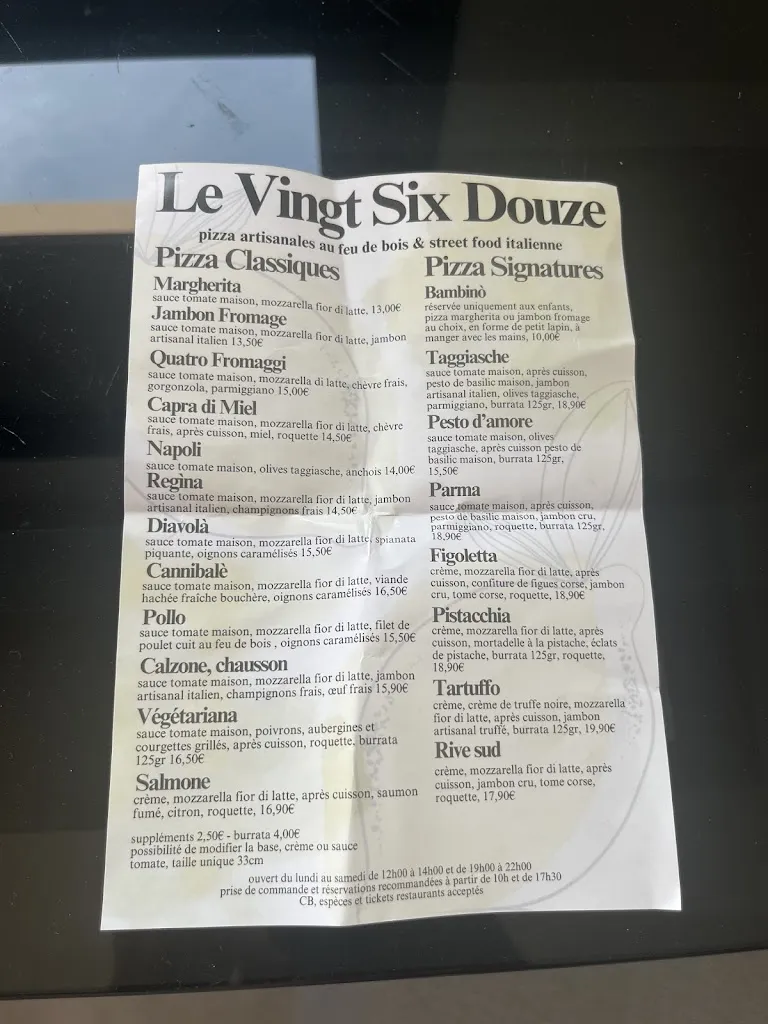 Le Vingt Six Douze
pizza artisanales au feu de bois & street food italienne
Pizza Classiques
Margherita
sauce tomate maison, mozzarella fior di latte, 13,00€
Jambon Fromage
sauce tomate maison, mozzarella fior di latte, jambon
artisanal italien 13,50€
Quatro Fromaggi
sauce tomate maison, mozzarella di latte, chèvre frais,
gorgonzola, parmiggiano 15,00€
Capra di Miel
sauce tomate maison, mozzarella fior di latte, chèvre
frais, après cuisson, miel, roquette 14,50€
Napoli
sauce tomate maison, olives taggiasche, anchois 14,00€
Regina
sauce tomate maison, mozzarella fior di latte, jambon
artisanal italien, champignons frais 14,50€
Diavolà
sauce tomate maison, mozzarella fior di latte, spianata
piquante, oignons caramélisés 15,50€
Cannibalè
sauce tomate maison, mozzarella fior di latte, viande
hachée fraîche bouchère, oignons caramélisés 16,50€
Pollo
sauce tomate maison, mozzarella fior di latte, filet de
poulet cuit au feu de bois , oignons caramélisés 15,50€
Calzone, chausson
sauce tomate maison, mozzarella fior di latte, jambon
artisanal italien, champignons frais, œuf frais 15,90€
Végétariana
sauce tomate maison, poivrons, aubergines et
courgettes grillés, après cuisson, roquette, burrata
125gr 16,50€
Salmone
crème, mozzarella fior di latte, après cuisson, saumon
fumé, citron, roquette, 16,90€
suppléments 2,50€ - burrata 4,00€
possibilité de modifier la base, crème ou sauce
tomate, taille unique 33cm
Pizza Signatures
Bambinò
réservée uniquement aux enfants,
pizza margherita ou jambon fromage
au choix, en forme de petit lapin, à
manger avec les mains, 10,00€
Taggiasche
sauce tomate maison, après cuisson,
pesto de basilic maison, jambon
artisanal italien, olives taggiasche,
parmiggiano, burrata 125gr, 18,90€
Pesto d'amore
sauce tomate maison, olives
taggiasche, après cuisson pesto de
basilic maison, burrata 125gr,
15,50€
Parma
sauce tomate maison, après cuisson,
pesto de basilic maison, jambon cru,
parmiggiano, roquette, burrata 125gr,
18,90€
Figoletta
crème, mozzarella fior di latte, après
cuisson, confiture de figues corse, jambon
cru, tome corse, roquette, 18,90€
Pistacchia
crème, mozzarella fior di latte, après
cuisson, mortadelle à la pistache, éclats
de pistache, burrata 125gr, roquette,
18,90€
Tartuffo
crème, crème de truffe noire, mozzarella
fior di latte, après cuisson, jambon
artisanal truffé, burrata 125gr, 19,90€
Rive sud
crème, mozzarella fior di latte, après
cuisson, jambon cru, tome corse,
roquette, 17,90€
ouvert du lundi au samedi de 12h00 à 14h00 et de 19h00 à 22h00
prise de commande et réservations recommandées à partir de 10h et de 17h30
CB, espèces et tickets restaurants acceptés